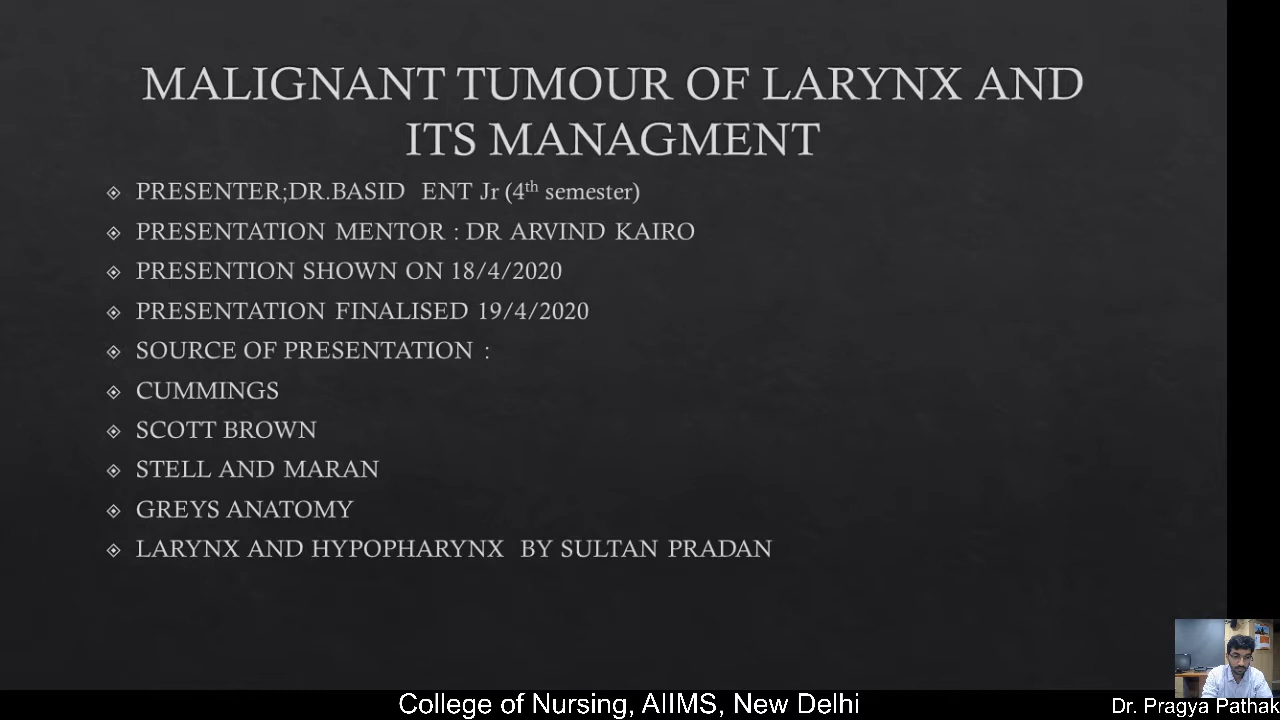 MALIGNANT TUMOUR OF LARYNX AND
ITS MANAGMENT
PRESENTER;DR.BASID ENT Jr (4th semester)
PRESENTATION MENTOR : DR ARVIND KAIRO
PRESENTION SHOWN ON 18/4/2020
PRESENTATION FINALISED 19/4/2020
SOURCE OF PRESENTATION :
CUMMINGS
SCOTT BROWN
STELL AND MARAN
GREYS ANATOMY
LARYNX AND HYPOPHARYNX BY SULTAN PRADAN
College of Nursing, AIIMS, New Delhi
Dr. Pragya Pathak